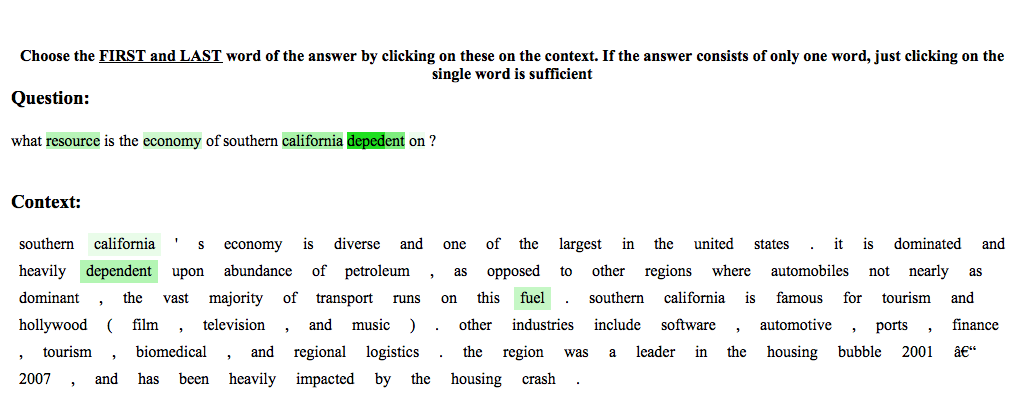 Choose the FIRST and LAST word of the answer by clicking on these on the context. If the answer consists of only one word, just clicking on the
single word is sufficient
Question:
what resource is the economy of southern california depedent on ?
Context:
southern california ' s economy is diverse and one of the largest in the united states . it is dominated and
heavily dependent upon abundance of petroleum , as opposed to other regions where automobiles not nearly as
dominant , the vast majority of transport runs on this fuel . southern california is famous for tourism and
hollywood ( film , television , and music ) . other industries include software , automotive , ports , finance
, tourism , biomedical , and regional logistics . the region was a leader in the housing bubble 2001 â€“
2007 , and has been heavily impacted by the housing crash .